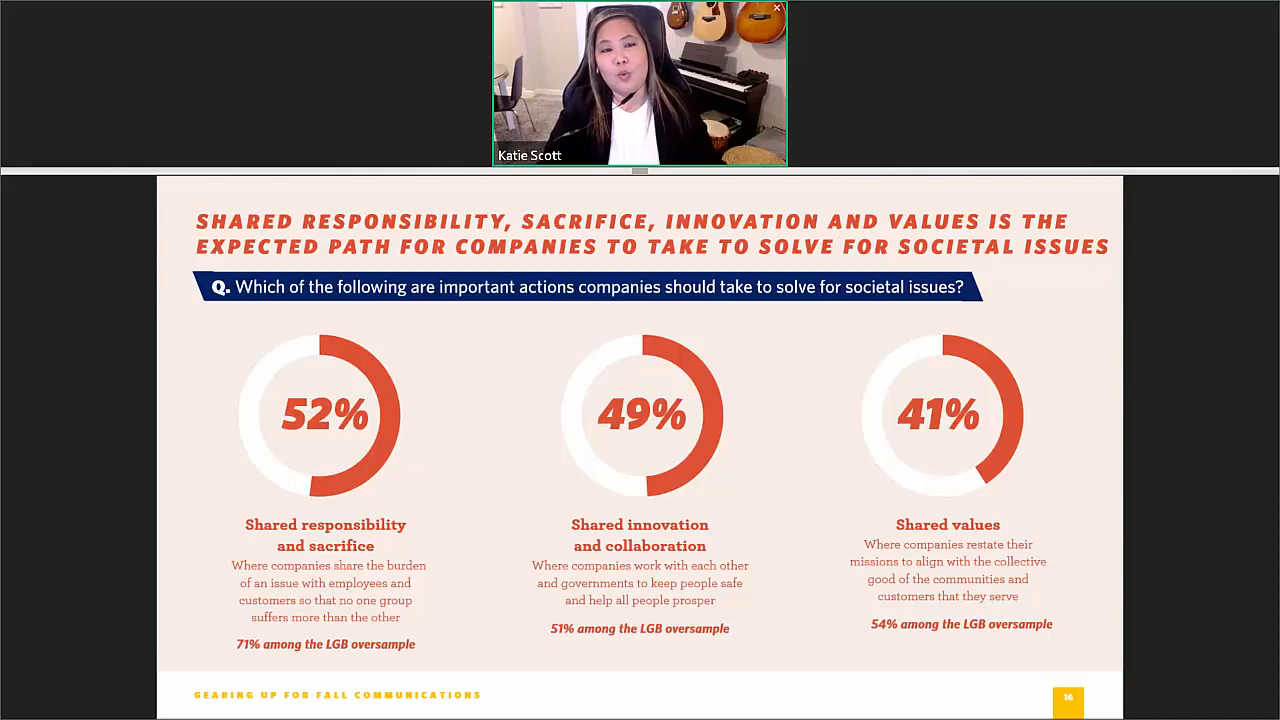 Katie Scott
SHARED RESPONSIBILITY, SACRIFICE, INNOVATION AND VALUES IS THE
EXPECTED PATH FOR COMPANIES TO TAKE TO SOLVE FOR SOCIETAL ISSUES
Q. Which of the following are important actions companies should take to solve for societal issues?
52%
Shared responsibility
and sacrifice
Where companies share the burden
of an issue with employees and
customers so that no one group
suffers more than the other
71% among the LGB oversample
49%
Shared innovation
and collaboration
Where companies work with each other
and governments to keep people safe
and help all people prosper
51% among the LGB oversample
41%
Shared values
Where companies restate their
missions to align with the collective
good of the communities and
customers that they serve
54% among the LGB oversample
GEARING UP FOR FALL COMMUNICATIONS
16